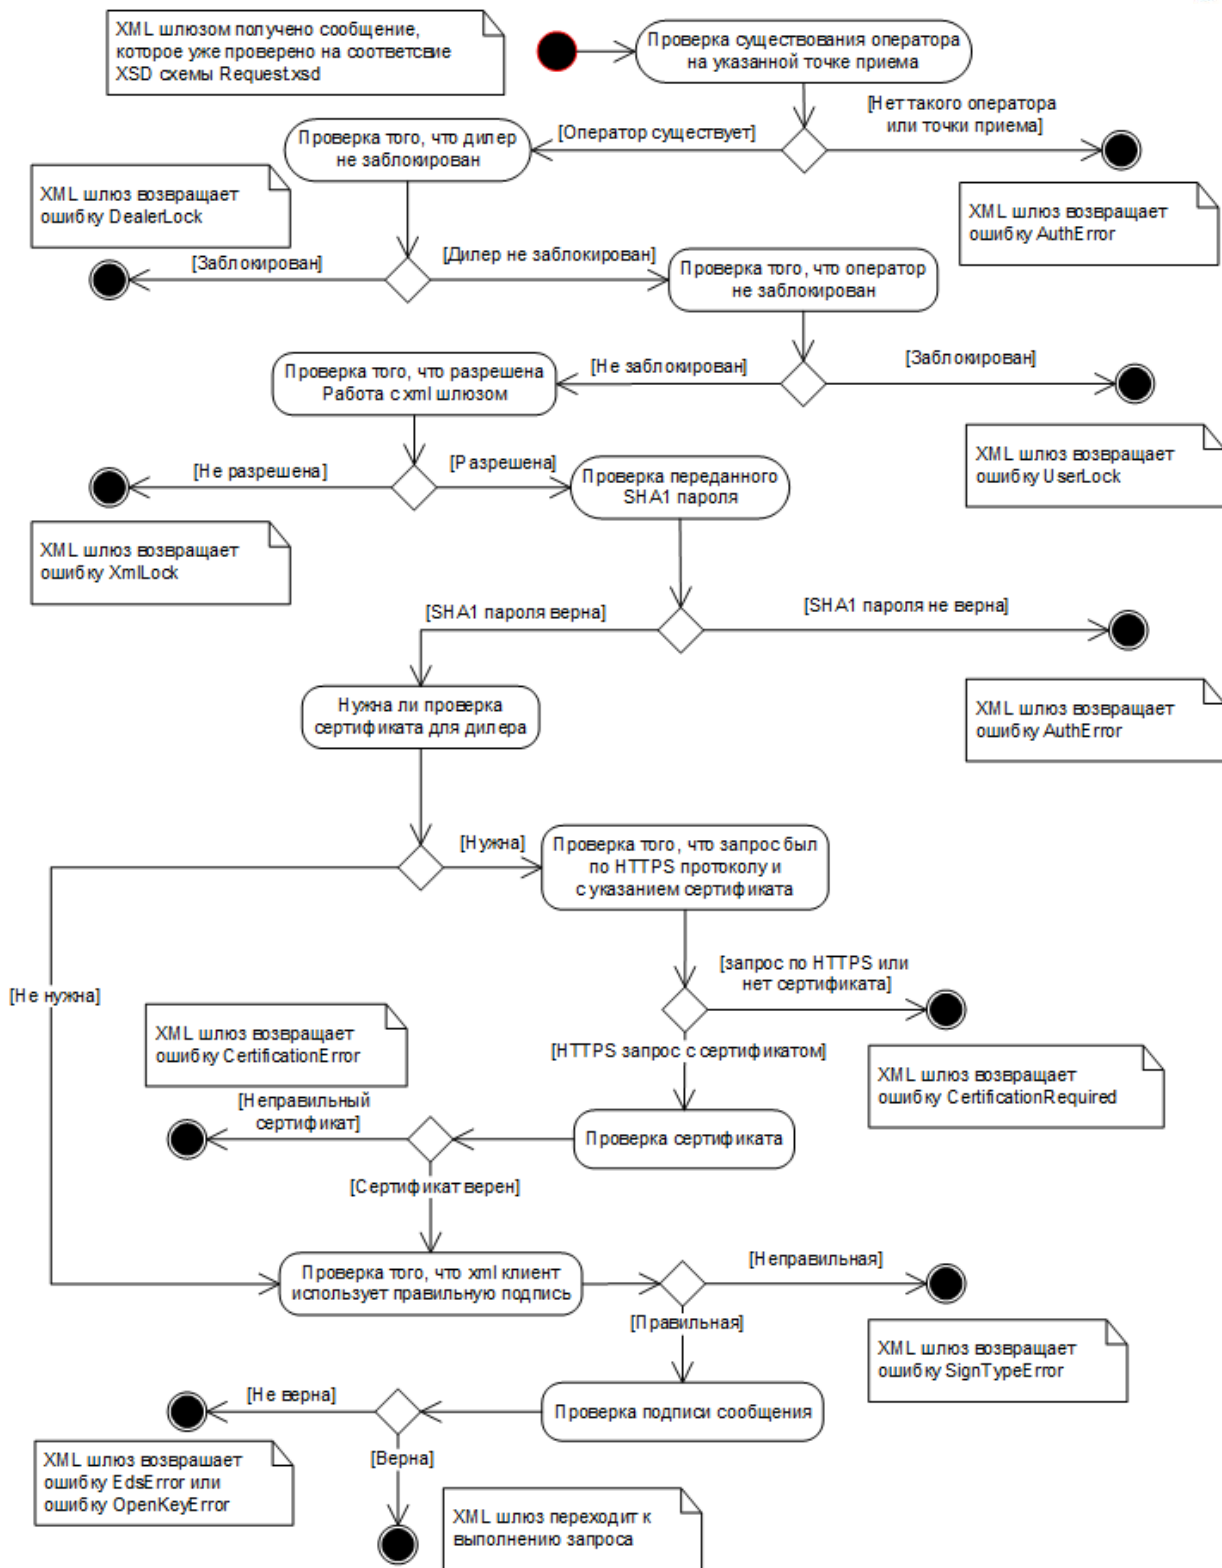 XML шлюзом получено сообщение,
которое уже проверено на соответсвие
XSD схемы Request.xsd
Проверка существования оператора
на указанной точке приема
[Нет такого оператора
или точки приема]
[Оператор существует]
Проверка того, что дилер
не заблокирован
XML шлюз возвращает
ошибку DealerLock
XML шлюз возвращает
ошибку AuthError
[Заблокирован]
[Дилер не заблокирован]
Проверка того, что оператор
не заблокирован
[Не заблокирован]
[Заблокирован]
Проверка того, что разрешена
Работа с xml шлюзом
XML шлюз возвращает
ошибку UserLock
[Не разрешена]
[Разрешена]
Проверка переданного
SHA1 пароля
XML шлюз возвращает
ошибку XmlLock
[SHA1 пароля верна]
[SHA1 пароля не верна]
Нужна ли проверка
сертификата для дилера
XML шлюз возвращает
ошибку AuthError
[Нужна]
Проверка того, что запрос был
по HTTPS протоколу и
с указанием сертификата
[Не нужна]
[запрос по HTTPS или
нет сертификата]
XML шлюз возвращает
ошибку CertificationError
[HTTPS запрос с сертификатом]
XML шлюз возвращает
ошибку CertificationRequired
[Неправильный
сертификат]
Проверка сертификата
[Сертификат верен]
Проверка того, что xml клиент
использует правильную подпись
[Неправильная]
[Правильная]
XML шлюз возвращает
ошибку SignTypeError
[Не верна]
Проверка подписи сообщения
XML шлюз возврашает
ошибку EdsError или
ошибку OpenKeyError
[Верна]
XML шлюз переходит к
выполнению запроса